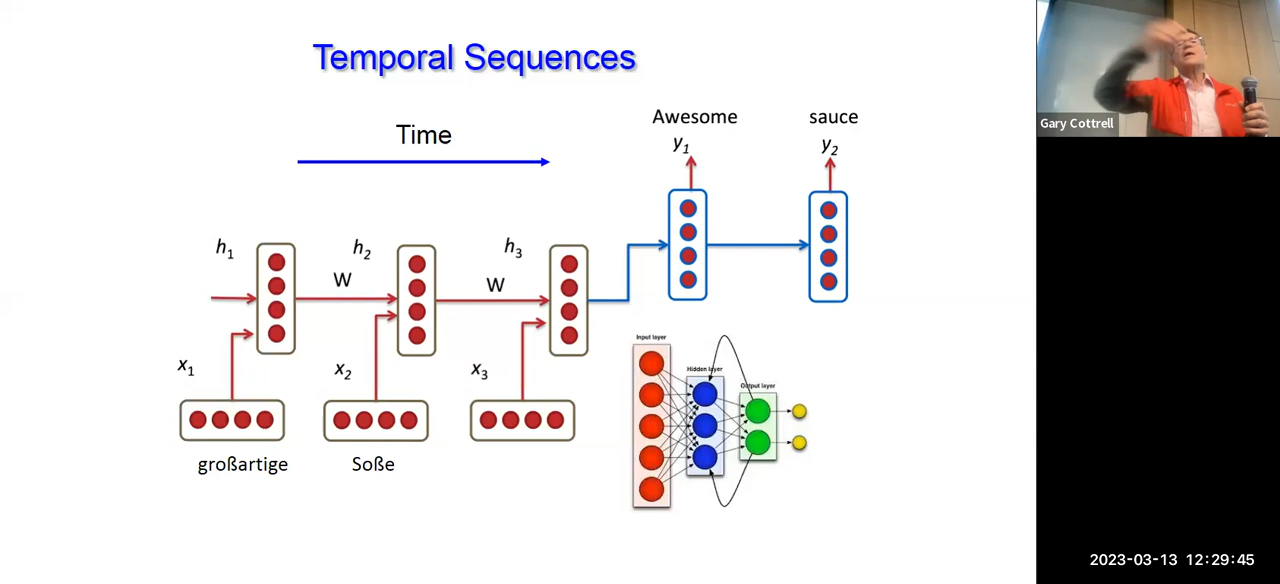 Temporal Sequences
Time
Awesome
sauce
y1
y2
h1
h2
h3
W
W
x1
x2
x3
großartige
Soße
Input layer
Hidden layer
Output layer
Gary Cottrell
2023-03-13 12:29:45